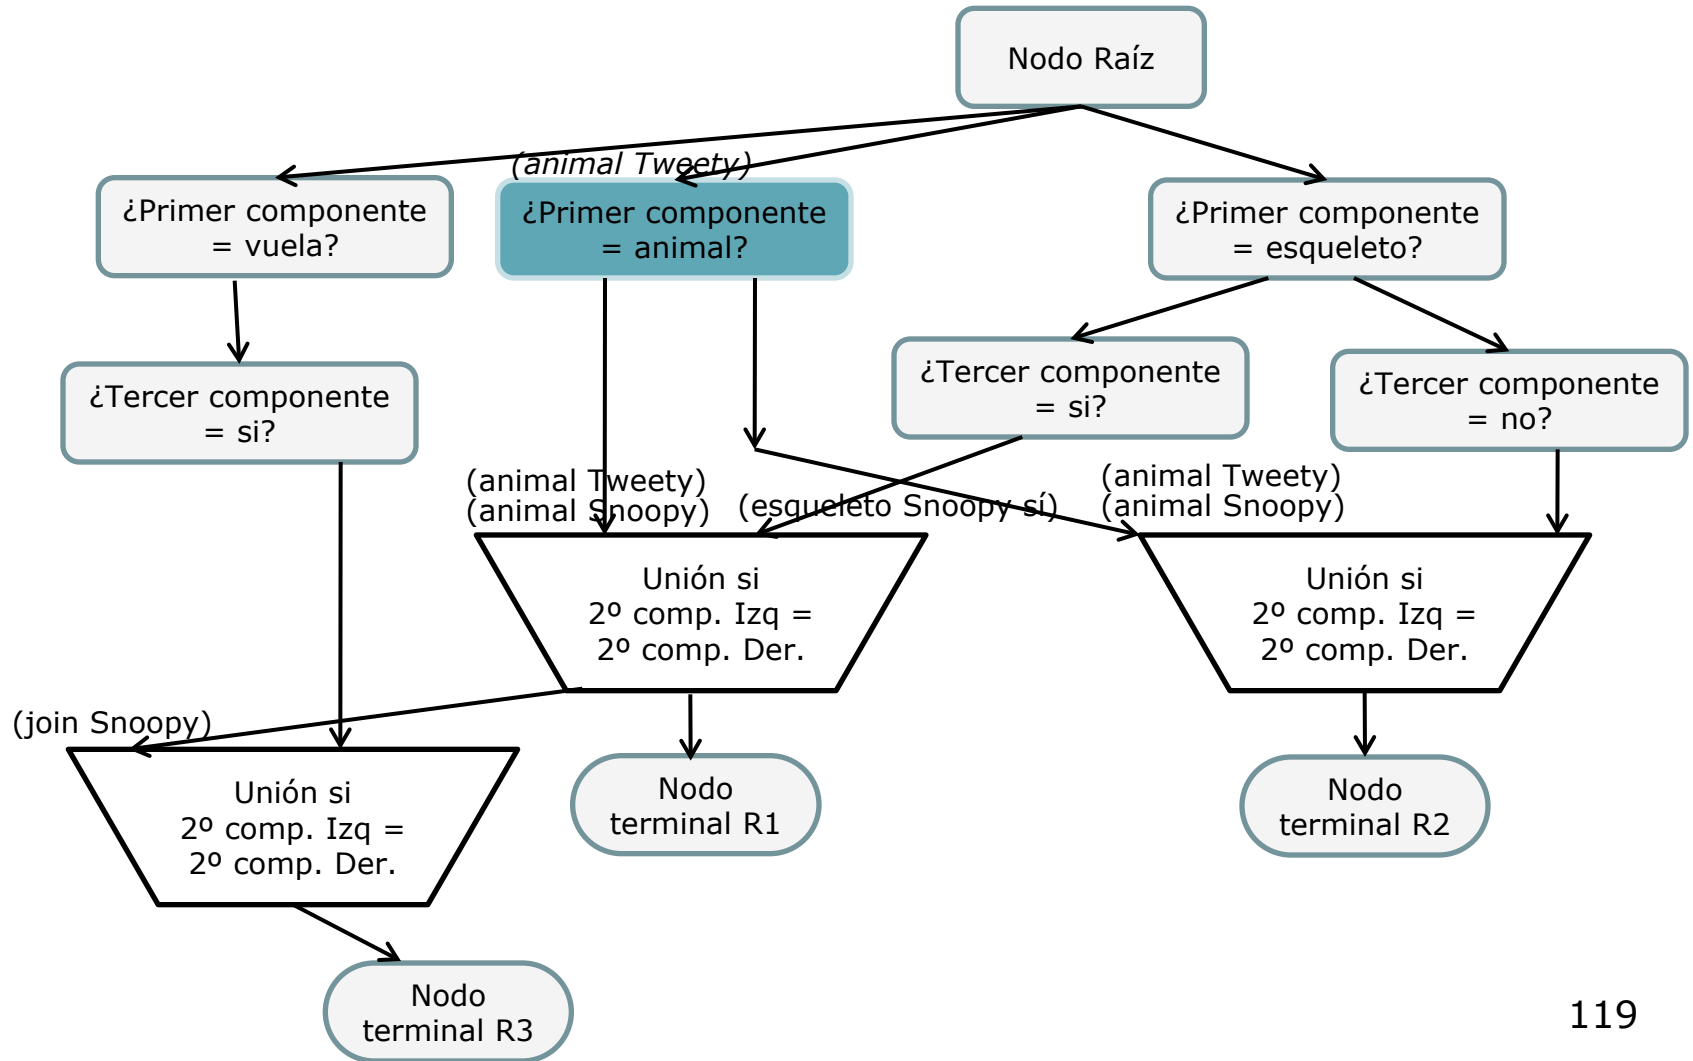 Nodo Raíz
(animal Tweety)
¿Primer componente
= vuela?
¿Primer componente
= animal?
¿Primer componente
= esqueleto?
¿Tercer componente
= si?
¿Tercer componente
= si?
¿Tercer componente
= no?
(animal Tweety)
(animal Snoopy)
(esqueleto Snoopy sí)
(animal Tweety)
(animal Snoopy)
Unión si
2º comp. Izq =
2º comp. Der.
Unión si
2º comp. Izq =
2º comp. Der.
(join Snoopy)
Unión si
2º comp. Izq =
2º comp. Der.
Nodo
terminal R1
Nodo
terminal R2
Nodo
terminal R3
119